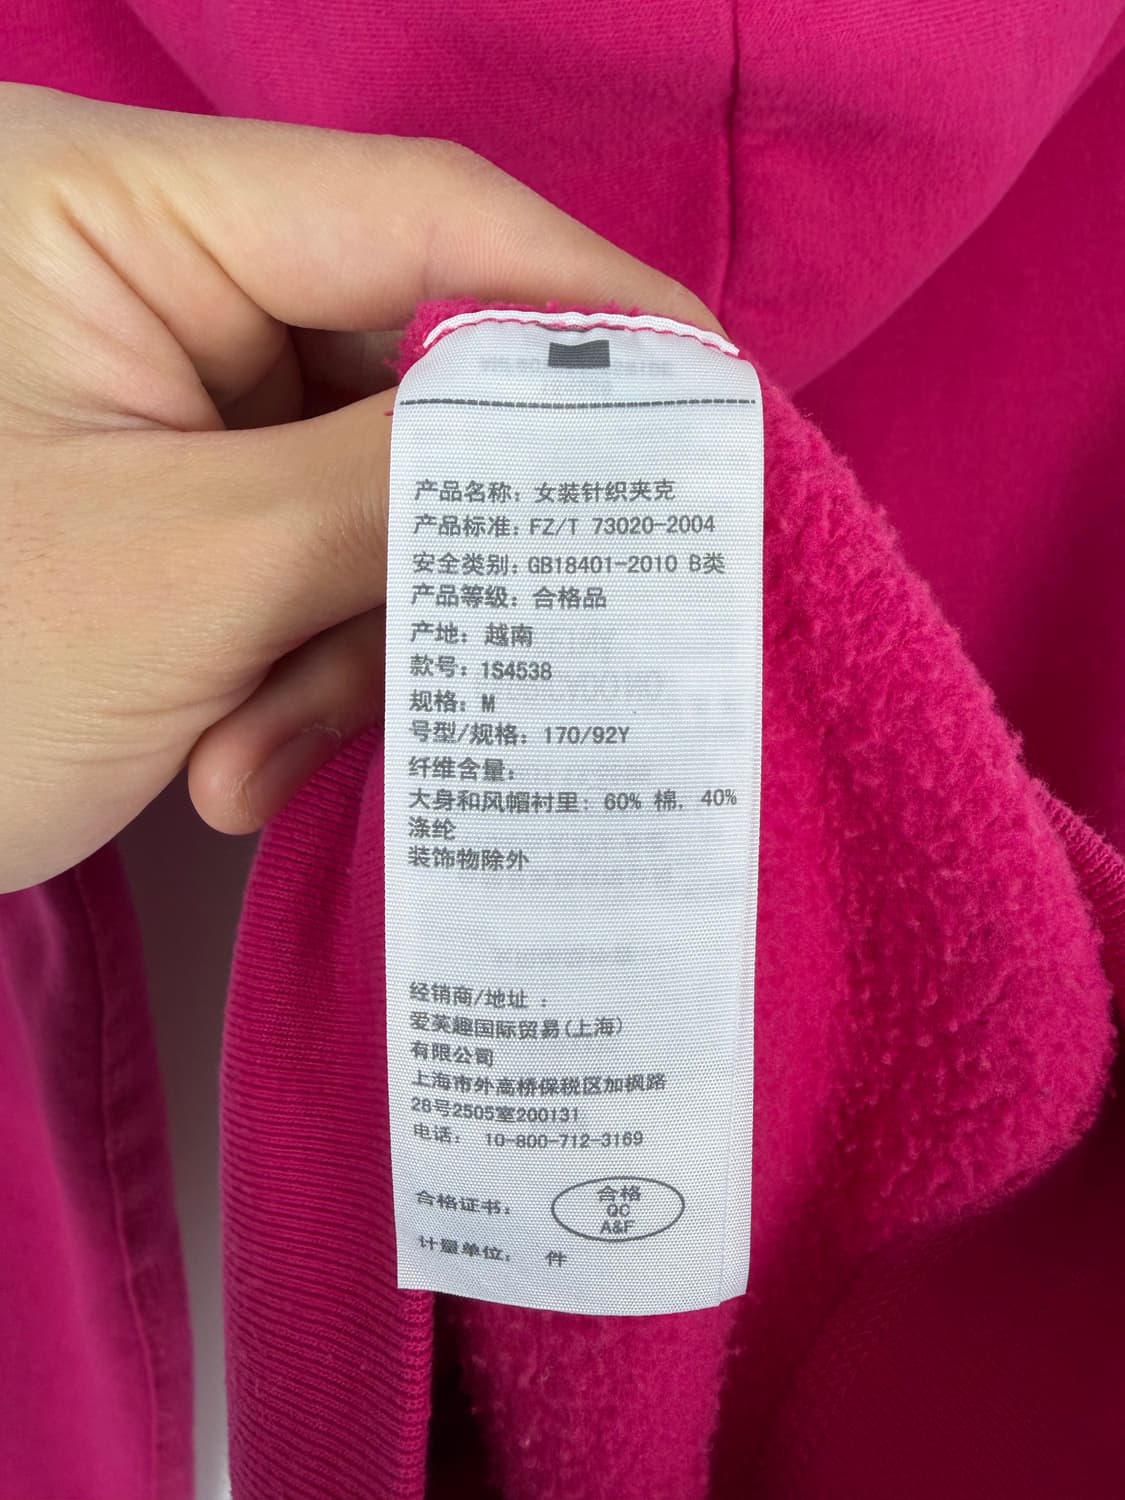 产品名称：女装针织夹克
产品标准：FZ/T 73020-2004
安全类别：GB18401-2010 B类
产品等级：合格品
产地：越南
款号：1S4538
规格：M
号型/规格：170/92Y
纤维含量：
大身和风帽衬里：60% 棉, 40%
涤纶
装饰物除外
经销商/地址 :
爱芙趣国际贸易(上海)
有限公司
上海市外高桥保税区加枫路
28号2505室200131
电话： 10-800-712-3169
合格证书：
合格
QC
A&F
计量单位： 件